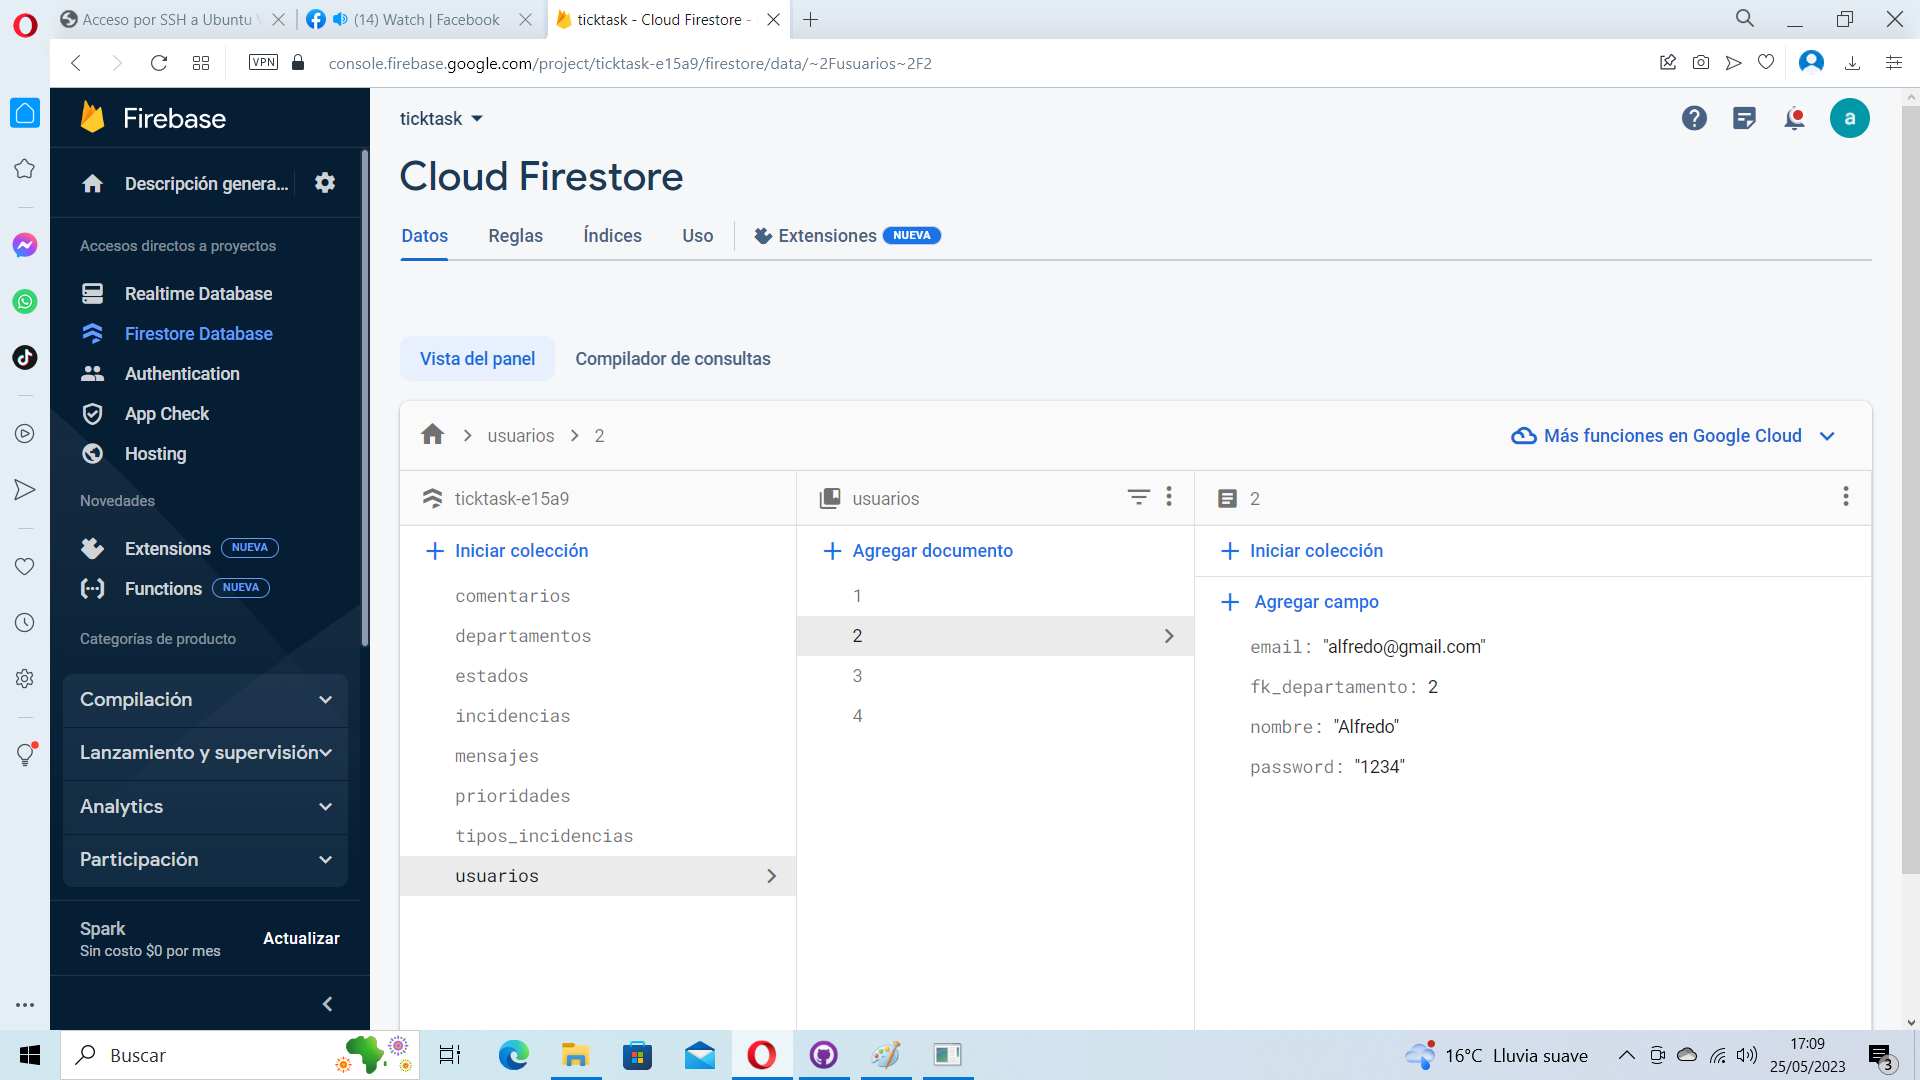 Acceso por SSH a Ubuntu
(14) Watch | Facebook
ticktask - Cloud Firestore -
VPN
console.firebase.google.com/project/ticktask-e15a9/firestore/data/~2Fusuarios~2F2
Firebase
Descripción genera...
Accesos directos a proyectos
Realtime Database
Firestore Database
Authentication
App Check
Hosting
Novedades
Extensions NUEVA
Functions NUEVA
Categorías de producto
Compilación
Lanzamiento y supervisión
Analytics
Participación
Spark
Sin costo $0 por mes
Actualizar
ticktask
a
Cloud Firestore
Datos
Reglas
Índices
Uso
Extensiones NUEVA
Vista del panel
Compilador de consultas
usuarios
2
Más funciones en Google Cloud
ticktask-e15a9
Iniciar colección
comentarios
departamentos
estados
incidencias
mensajes
prioridades
tipos_incidencias
usuarios
usuarios
Agregar documento
1
2
3
4
2
Iniciar colección
Agregar campo
email: "alfredo@gmail.com"
fk_departamento: 2
nombre: "Alfredo"
password: "1234"
Buscar
16°C Lluvia suave
17:09
25/05/2023
3